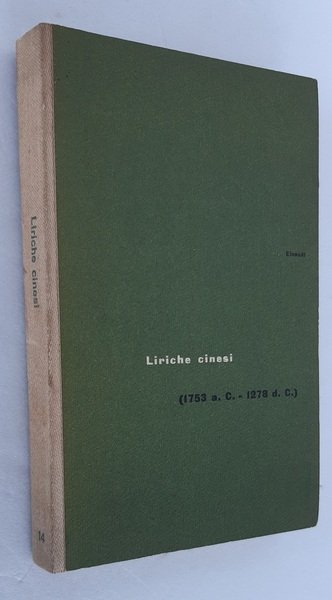 Liriche cinesi
14
Einaudi
Liriche cinesi
(1753 a. C. - 1278 d. C.)